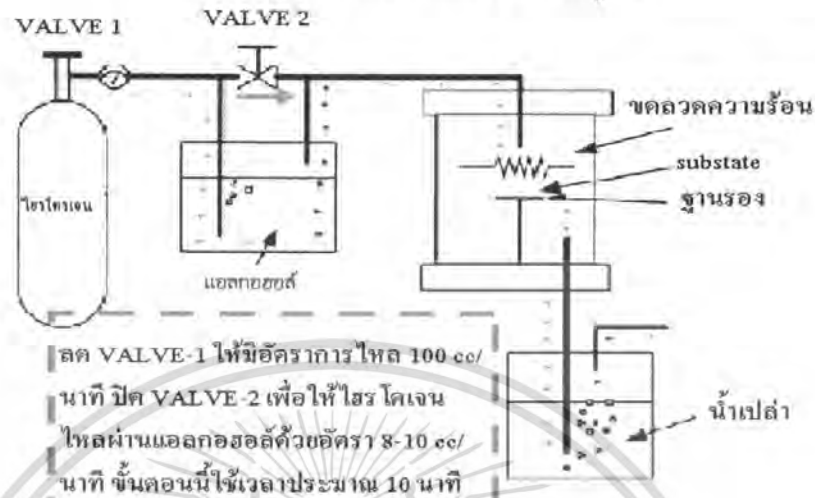 VALVE 1
VALVE 2
ขดลวดความร้อน
substate
ฐานรอง
ไฮรโดรเจน
แอลกอฮอล์
ลด VALVE-1 ให้มีอัตราการไหล 100 cc/
นาที ปิด VALVE-2 เพื่อให้ไฮรโดเจน
ไหลผ่านแอลกอฮอล์ด้วยอัตรา 8-10 cc/
นาที ขั้นตอนนี้ใช้เวลาประมาณ 10 นาที
น้ำเปล่า